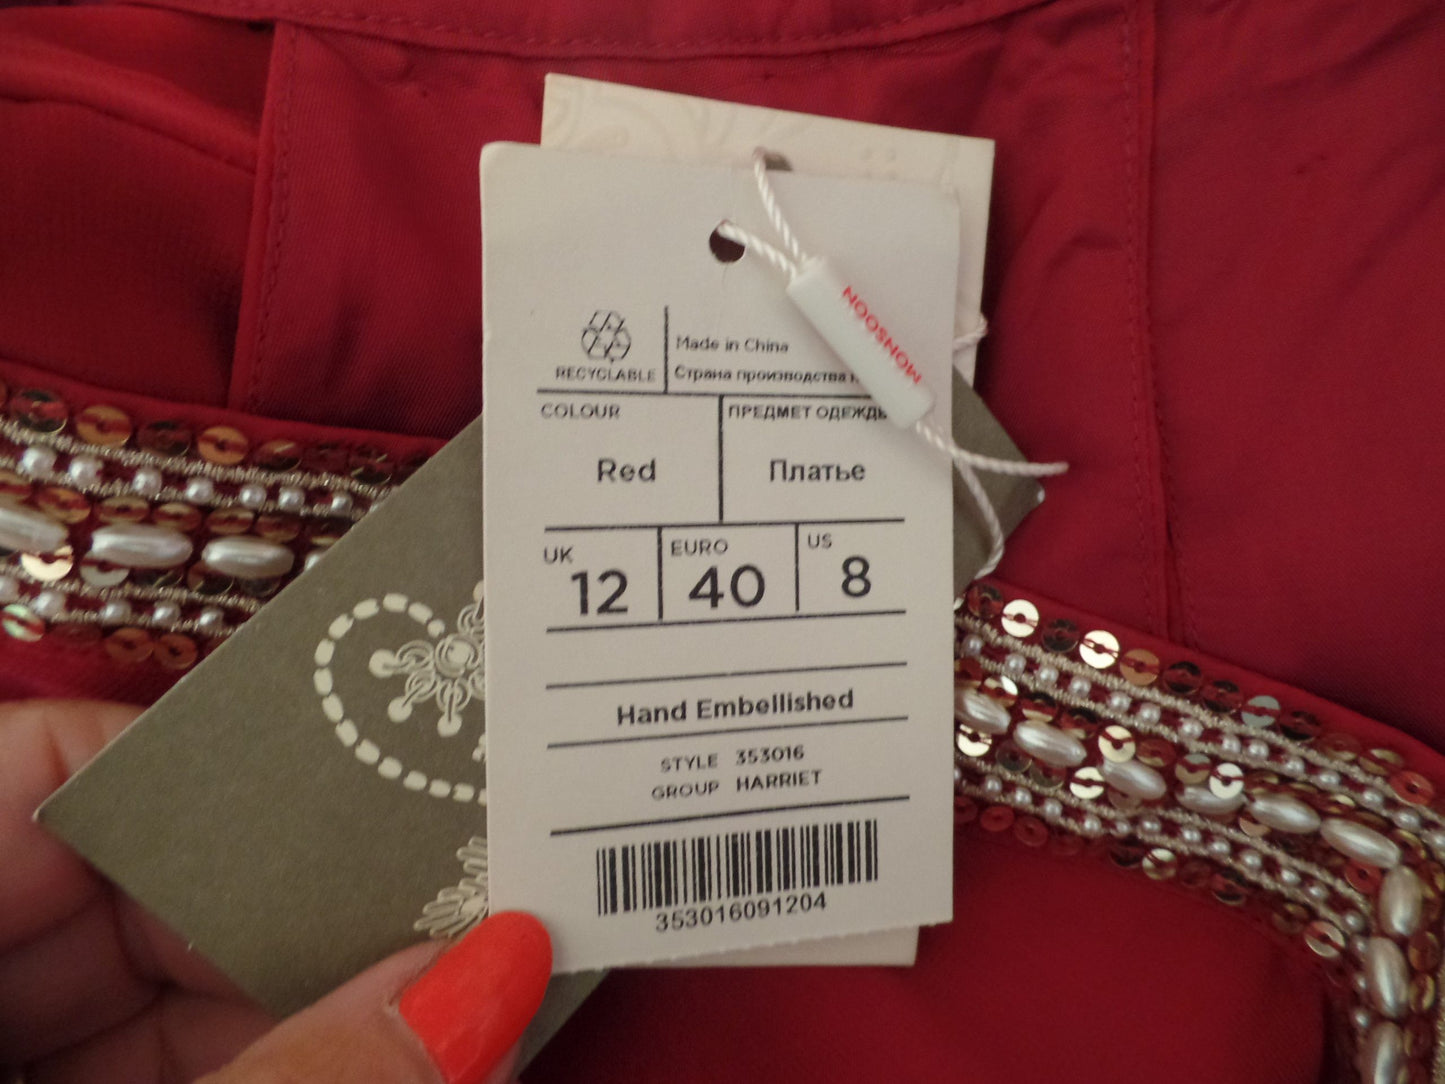 MONSOON
Made in China
RECYCLABLE
Страна производства
COLOUR
ПРЕДМЕТ ОДЕЖДЫ
Red
Платье
UK
12
EURO
40
US
8
Hand Embellished
STYLE 353016
GROUP HARRIET
353016091204